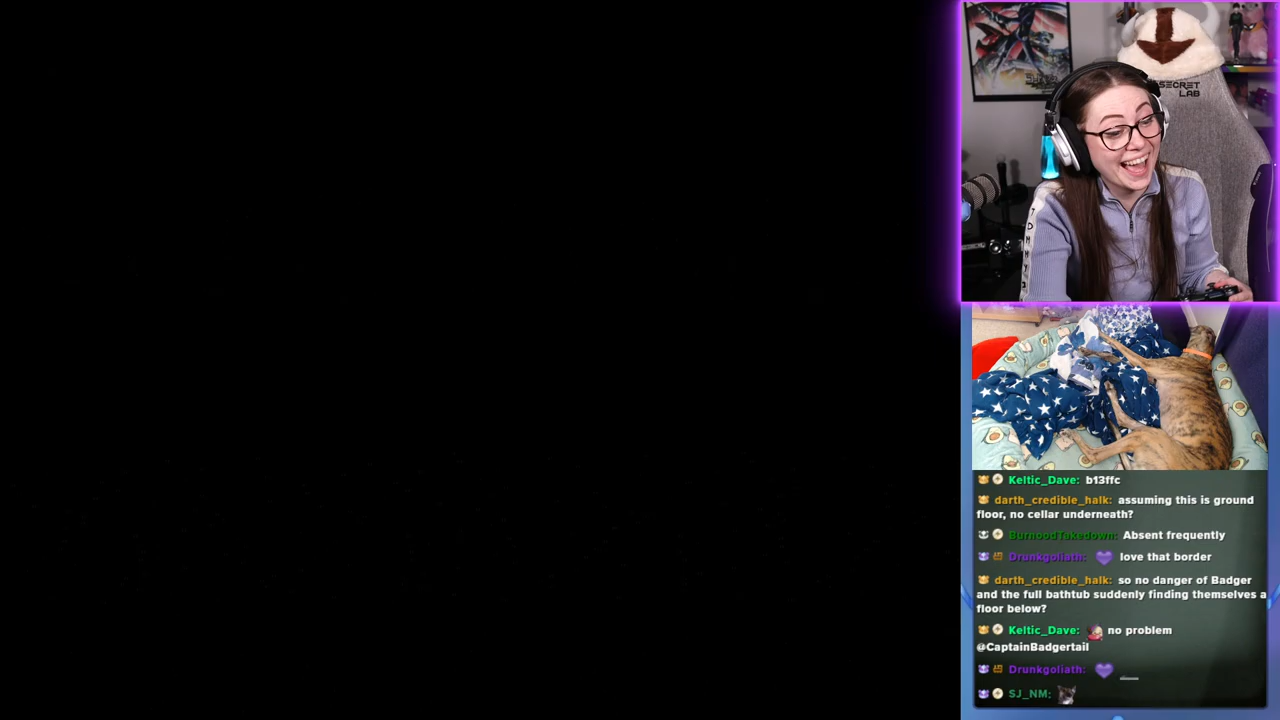 SECRET
LAB
TOMMY
Keltic_Dave: b13ffc
darth_credible_halk: assuming this is ground
floor, no cellar underneath?
BurnoodTakedown: Absent frequently
Drunkgoliath: love that border
darth_credible_halk: so no danger of Badger
and the full bathtub suddenly finding themselves a
floor below?
Keltic_Dave: no problem
@CaptainBadgertail
Drunkgoliath: __
SJ_NM: